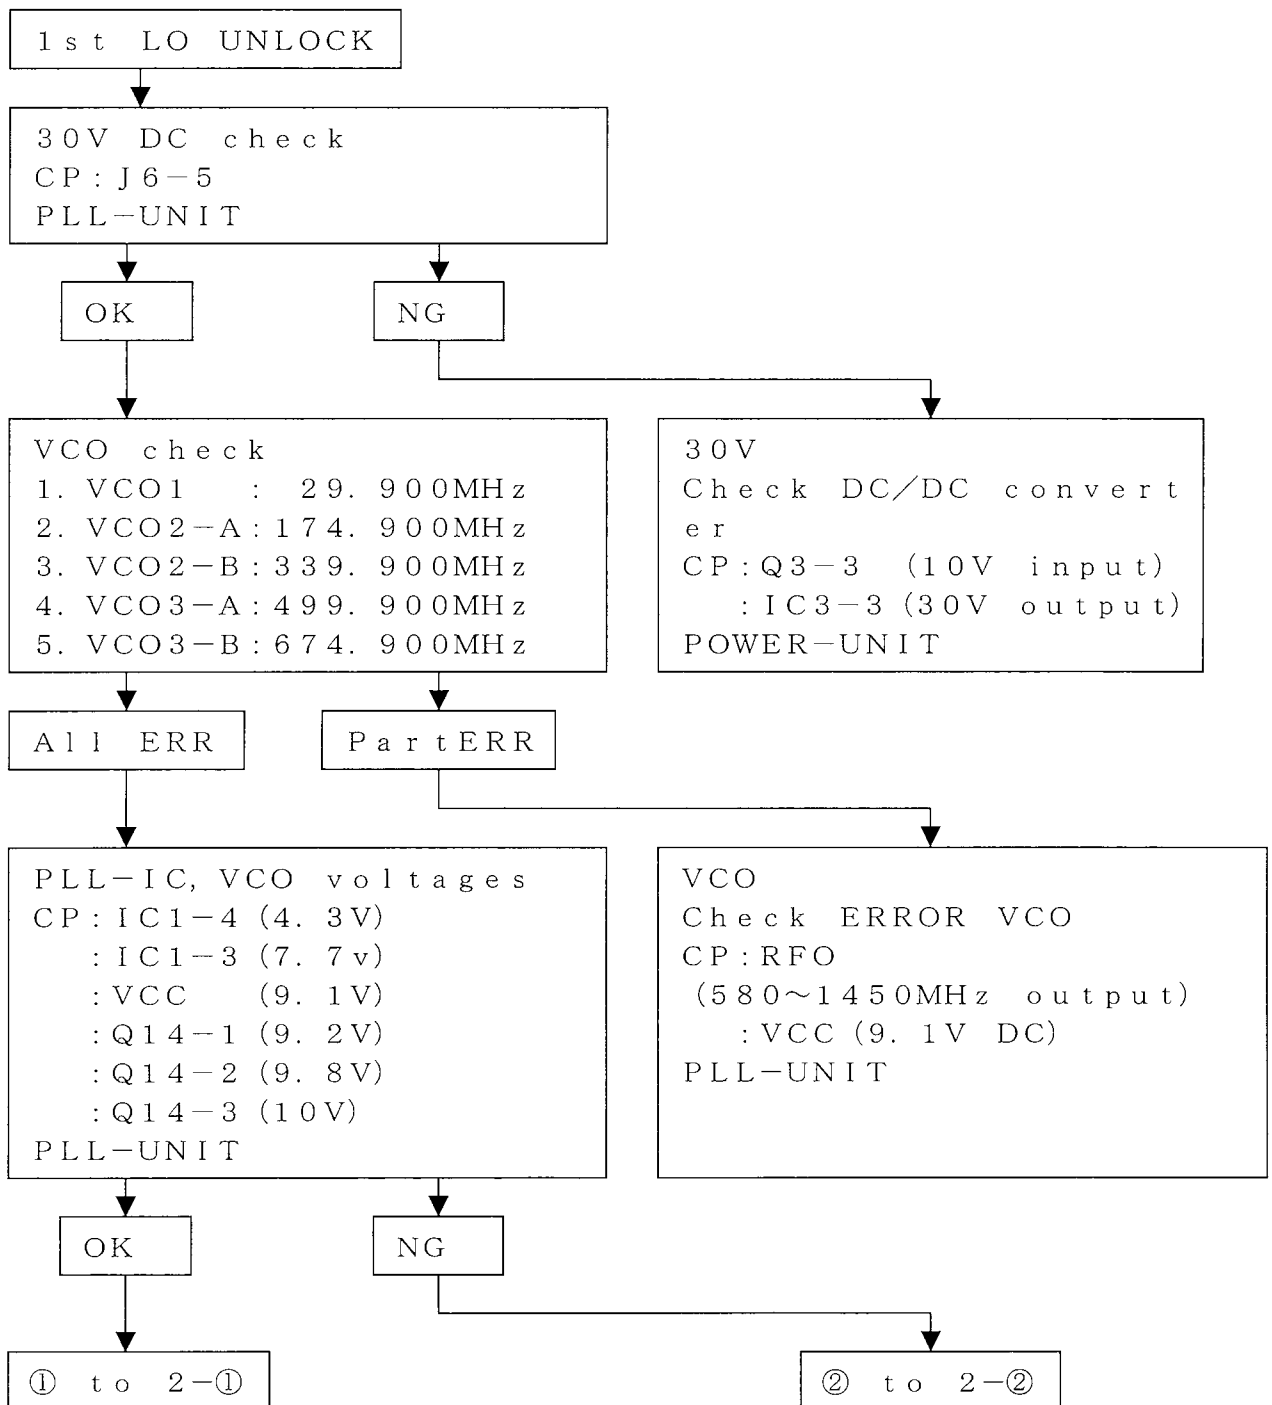 1st LO UNLOCK
30V DC check
CP:J6-5
PLL-UNIT
OK
NG
VCO check
1. VCO1 : 29. 900MHz
2. VCO2-A:174. 900MHz
3. VCO2-B:339. 900MHz
4. VCO3-A:499. 900MHz
5. VCO3-B:674. 900MHz
30V
Check DC/DC convert
er
CP:Q3-3 (10V input)
:IC3-3 (30V output)
POWER-UNIT
All ERR
PartERR
PLL-IC, VCO voltages
CP:IC1-4 (4. 3V)
:IC1-3 (7. 7v)
:VCC (9. 1V)
:Q14-1 (9. 2V)
:Q14-2 (9. 8V)
:Q14-3 (10V)
PLL-UNIT
VCO
Check ERROR VCO
CP:RFO
(580~1450MHz output)
:VCC (9. 1V DC)
PLL-UNIT
OK
NG
① to 2-①
② to 2-②